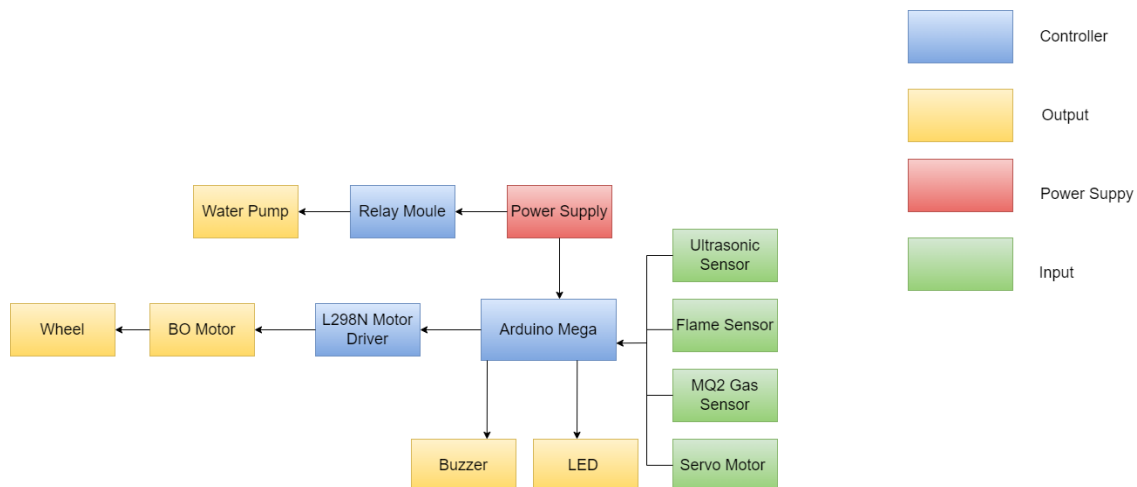 Controller
Output
Power Suppy
Input
Water Pump
Relay Moule
Power Supply
Ultrasonic
Sensor
Wheel
BO Motor
L298N Motor
Driver
Arduino Mega
Flame Sensor
MQ2 Gas
Sensor
Buzzer
LED
Servo Motor